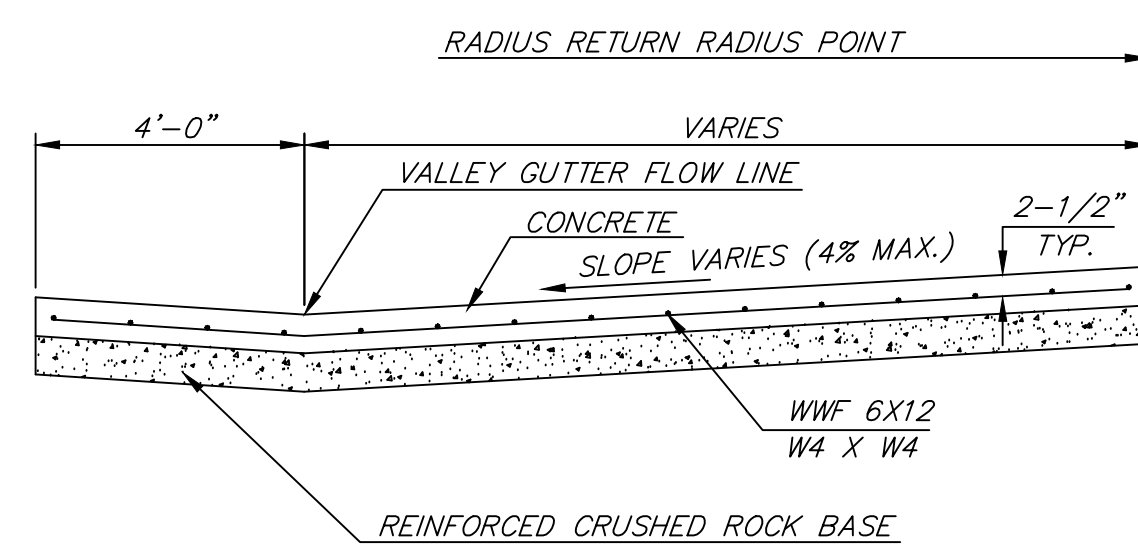 RADIUS RETURN RADIUS POINT
4'-0"
VARIES
VALLEY GUTTER FLOW LINE
CONCRETE
2-1/2"
TYP.
SLOPE VARIES (4% MAX.)
WWF 6X12
W4 X W4
REINFORCED CRUSHED ROCK BASE